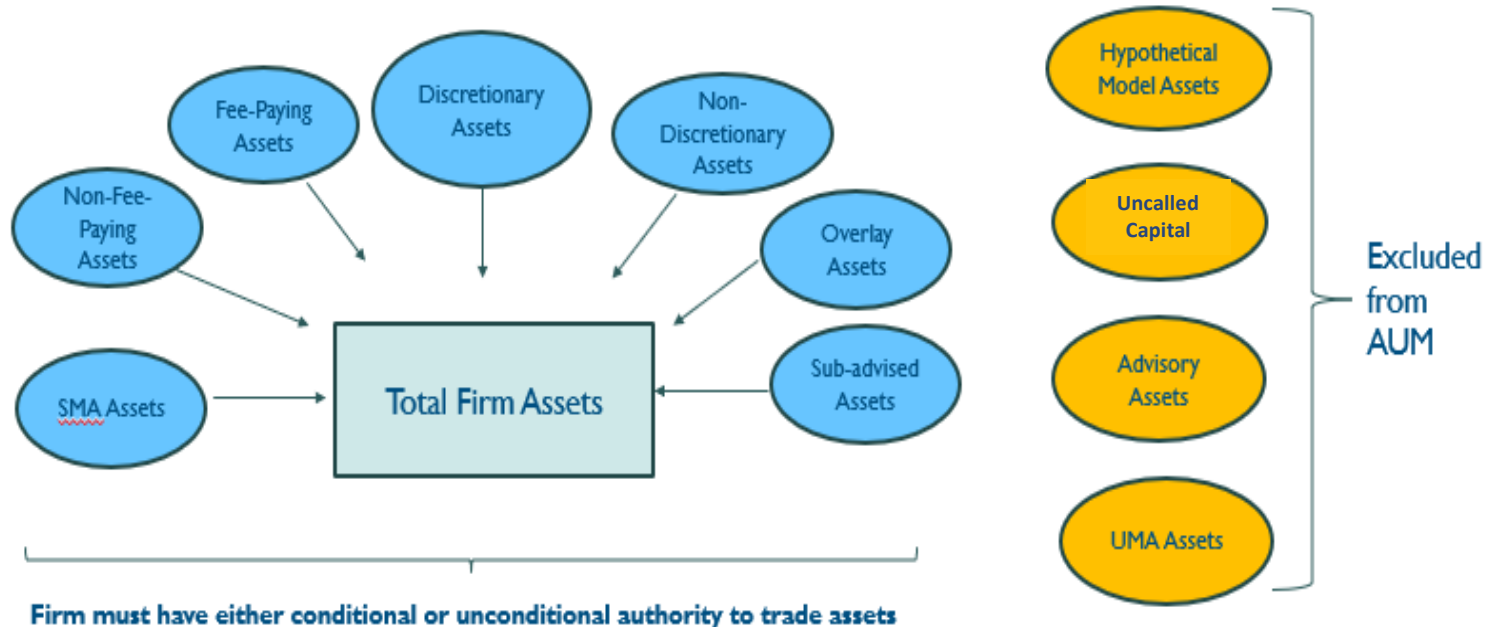 Non-Fee-
Paying
Assets
Fee-Paying
Assets
Discretionary
Assets
Non-
Discretionary
Assets
Overlay
Assets
SMA Assets
Total Firm Assets
Sub-advised
Assets
Firm must have either conditional or unconditional authority to trade assets
Hypothetical
Model Assets
Uncalled
Capital
Advisory
Assets
UMA Assets
Excluded
from
AUM